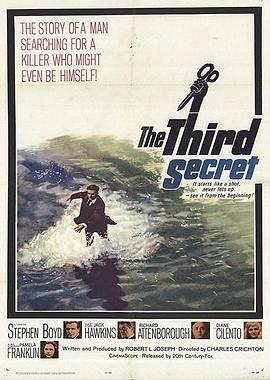 THE STORY OF A MAN
SEARCHING FOR A
KILLER WHO MIGHT
EVEN BE HIMSELF!
The Third
Secret
It starts like a shot,
never lets up.
—see it from the beginning!
STEPHEN BOYD JACK HAWKINS RICHARD ATTENBOROUGH DIANE CILENTO
PAMELA FRANKLIN Written and Produced by ROBERT L. JOSEPH Directed by CHARLES CRICHTON
CINEMASCOPE Released by 20th Century-Fox